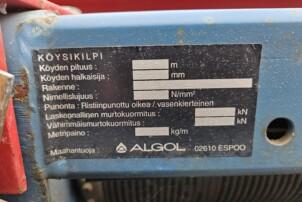 KÖYSIKILPI
Köyden pituus : m
Köyden halkaisija : mm
Rakenne :
Nimellislujuus : N/mm²
Punonta : Ristiinpunottu oikea / vasenkierteinen
Laskennallinen murtokuormitus : kN
Vähimmäismurtokuormitus : kN
Metripaino : kg/m
Maahantuoja : ALGOL 02610 ESPOO